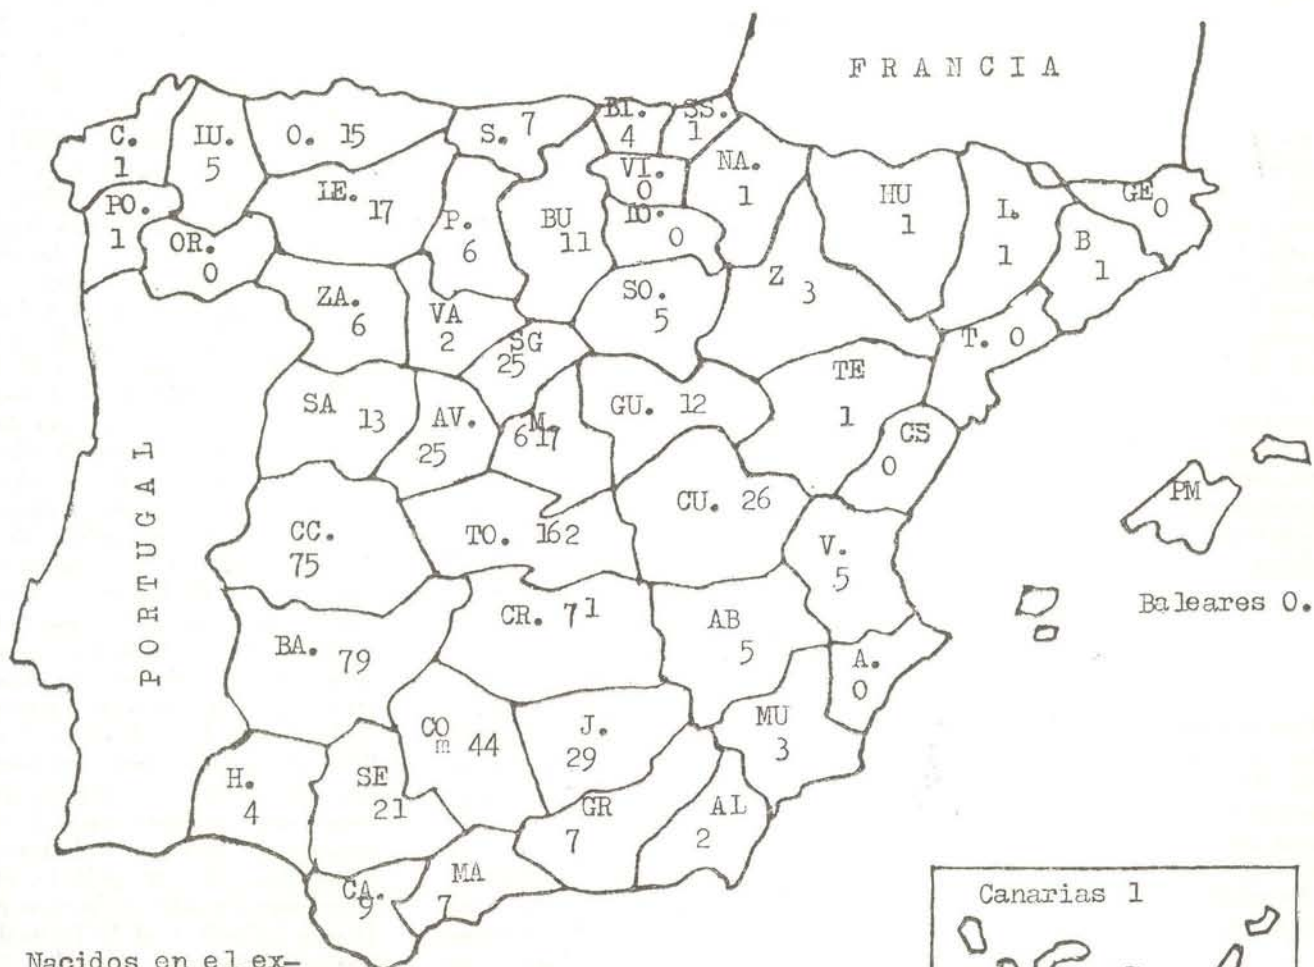 F R A N C I A
C. 1
LU. 5
O. 15
S. 7
BI. 4
SS. 1
PO. 1
OR. 0
LE. 17
P. 6
BU 11
VI. 0
LO. 0
NA. 1
HU 1
L. 1
B 1
GE 0
ZA. 6
VA 2
SG 25
SO. 5
Z 3
T. 0
SA 13
AV. 25
M. 617
GU. 12
TE 1
CS 0
PM
P O R T U G A L
CC. 75
TO. 162
CU. 26
V. 5
Baleares 0.
BA. 79
CR. 71
AB 5
A. 0
H. 4
SE 21
CO m 44
J. 29
GR 7
AL 2
MU 3
CA. 9
MA 7
Canarias 1
Nacidos en el ex-